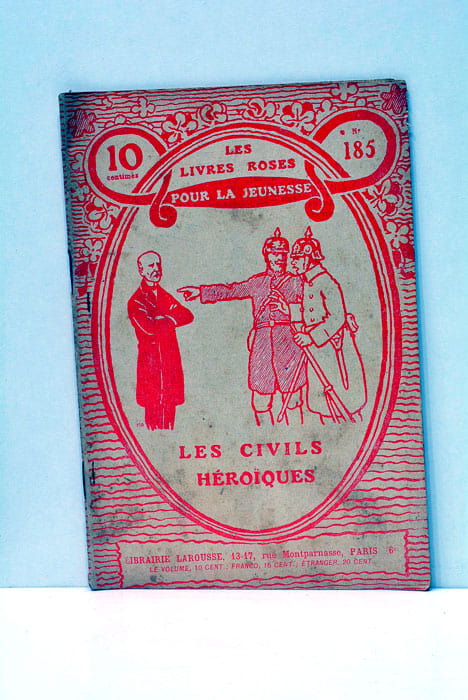 10
centimes
LES
LIVRES ROSES
POUR LA JEUNESSE
N°
185
LES CIVILS
HÉROÏQUES
LIBRAIRIE LAROUSSE, 13-17, rue Montparnasse, PARIS 6e
LE VOLUME, 10 CENT.; FRANCO, 15 CENT.; ÉTRANGER, 20 CENT.